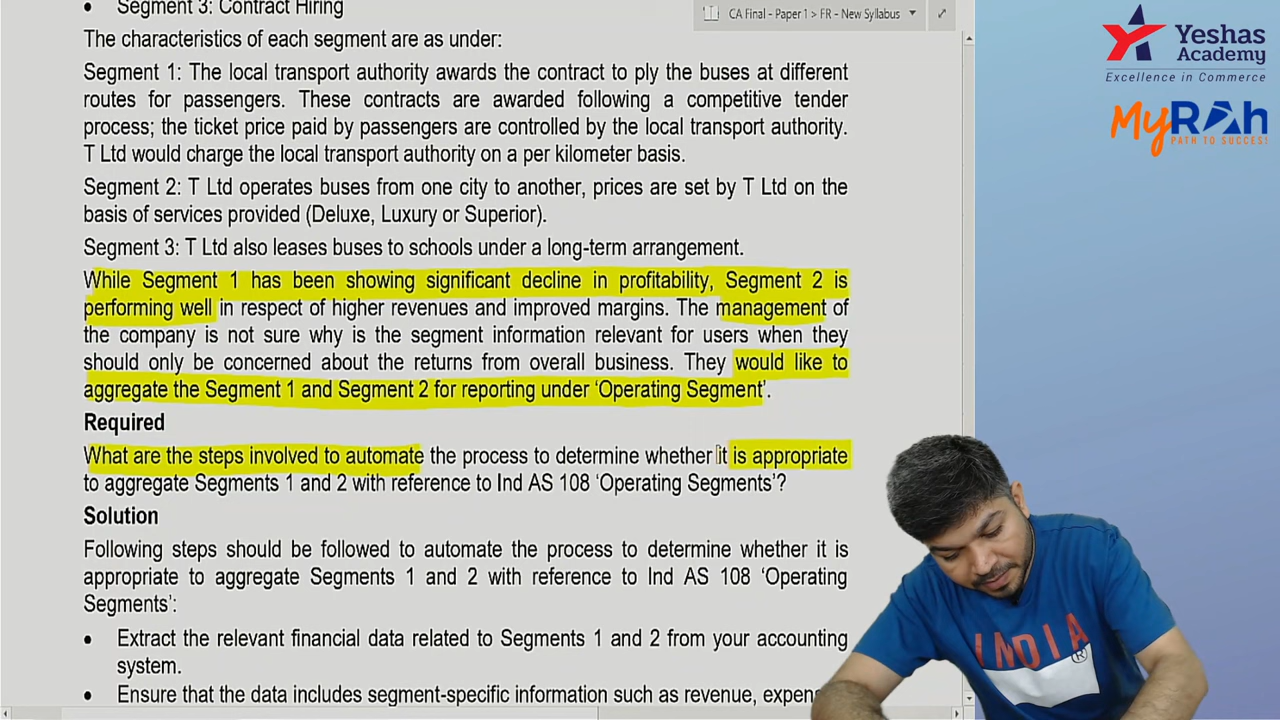 Segment 3: Contract Hiring
CA Final - Paper 1 > FR - New Syllabus
The characteristics of each segment are as under:
Segment 1: The local transport authority awards the contract to ply the buses at different
routes for passengers. These contracts are awarded following a competitive tender
process; the ticket price paid by passengers are controlled by the local transport authority.
T Ltd would charge the local transport authority on a per kilometer basis.
Segment 2: T Ltd operates buses from one city to another, prices are set by T Ltd on the
basis of services provided (Deluxe, Luxury or Superior).
Segment 3: T Ltd also leases buses to schools under a long-term arrangement.
While Segment 1 has been showing significant decline in profitability, Segment 2 is
performing well in respect of higher revenues and improved margins. The management of
the company is not sure why is the segment information relevant for users when they
should only be concerned about the returns from overall business. They would like to
aggregate the Segment 1 and Segment 2 for reporting under ‘Operating Segment’.
Required
What are the steps involved to automate the process to determine whether it is appropriate
to aggregate Segments 1 and 2 with reference to Ind AS 108 ‘Operating Segments’?
Solution
Following steps should be followed to automate the process to determine whether it is
appropriate to aggregate Segments 1 and 2 with reference to Ind AS 108 ‘Operating
Segments’:
• Extract the relevant financial data related to Segments 1 and 2 from your accounting
system.
• Ensure that the data includes segment-specific information such as revenue,
Yeshas
Academy
Excellence in Commerce
MyRAh
PATH TO SUCCESS!
INDIA
®